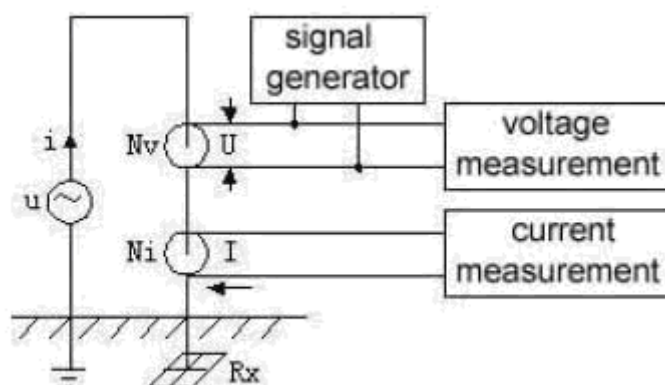 signal
generator
i
Nv
U
voltage
measurement
u
Ni
I
current
measurement
Rx